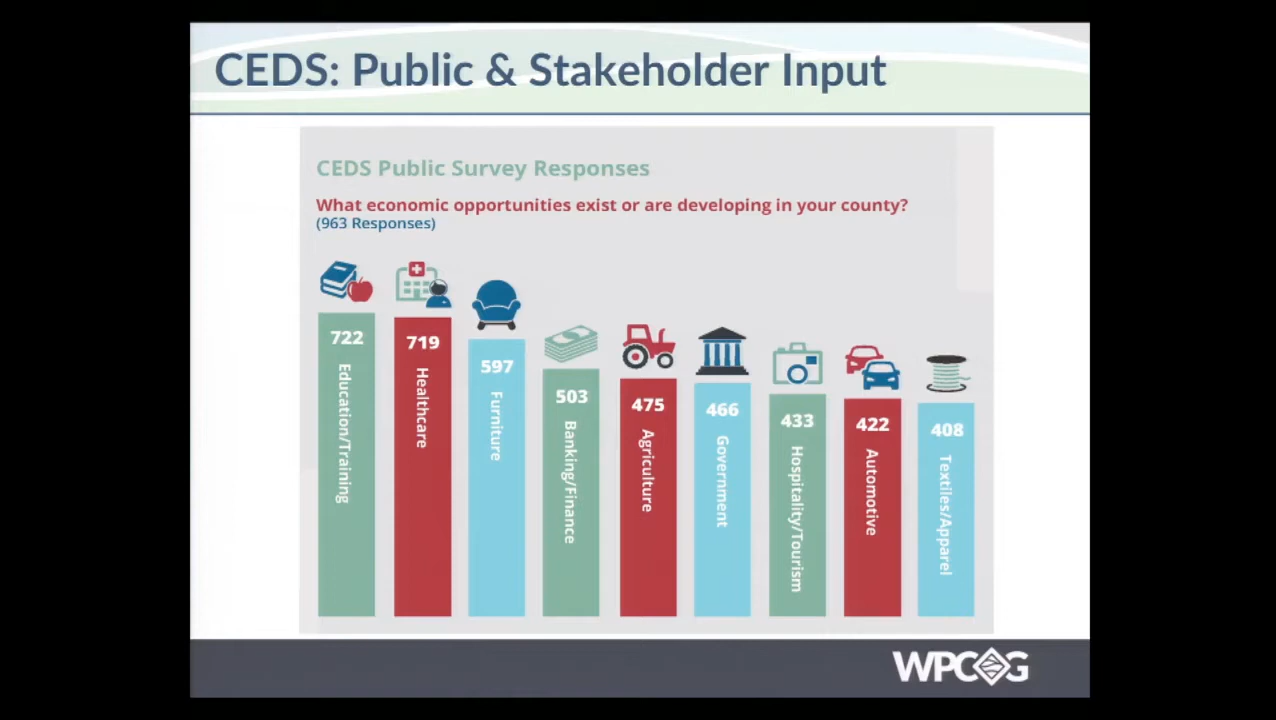 CEDS: Public & Stakeholder Input
CEDS Public Survey Responses
What economic opportunities exist or are developing in your county?
(963 Responses)
722
Education/Training
719
Healthcare
597
Furniture
503
Banking/Finance
475
Agriculture
466
Government
433
Hospitality/Tourism
422
Automotive
408
Textiles/Apparel
WPCOG